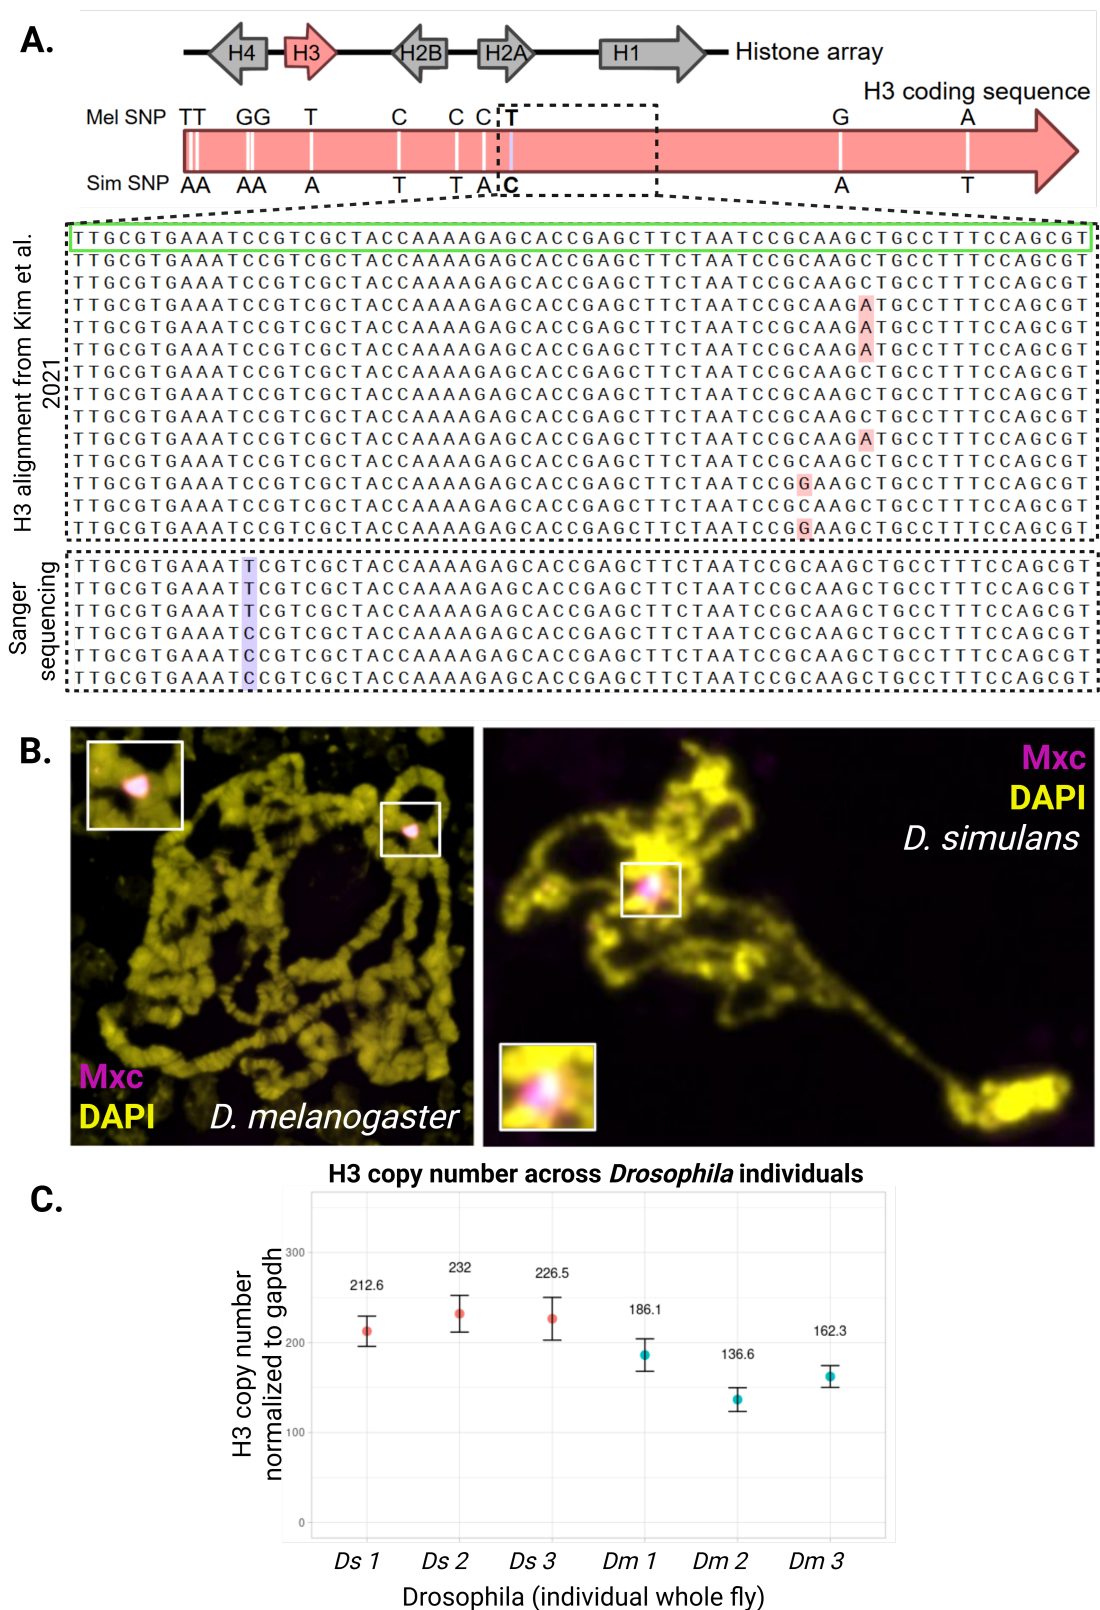 A.
H4 H3 H2B H2A H1 Histone array
H3 coding sequence
Mel SNP TT GG T C C C T G A
Sim SNP AA AA A T T A C A T
H3 alignment from Kim et al.
2021
TTGCGTGAAATCCGTCGCTACCAAAAGAGCACCGAGCTTCTAATCCGCAAGCTGCCTTTCCAGCGT
TTGCGTGAAATCCGTCGCTACCAAAAGAGCACCGAGCTTCTAATCCGCAAGCTGCCTTTCCAGCGT
TTGCGTGAAATCCGTCGCTACCAAAAGAGCACCGAGCTTCTAATCCGCAAGCTGCCTTTCCAGCGT
TTGCGTGAAATCCGTCGCTACCAAAAGAGCACCGAGCTTCTAATCCGCAAGATGCCTTTCCAGCGT
TTGCGTGAAATCCGTCGCTACCAAAAGAGCACCGAGCTTCTAATCCGCAAGATGCCTTTCCAGCGT
TTGCGTGAAATCCGTCGCTACCAAAAGAGCACCGAGCTTCTAATCCGCAAGATGCCTTTCCAGCGT
TTGCGTGAAATCCGTCGCTACCAAAAGAGCACCGAGCTTCTAATCCGCAAGCTGCCTTTCCAGCGT
TTGCGTGAAATCCGTCGCTACCAAAAGAGCACCGAGCTTCTAATCCGCAAGCTGCCTTTCCAGCGT
TTGCGTGAAATCCGTCGCTACCAAAAGAGCACCGAGCTTCTAATCCGCAAGCTGCCTTTCCAGCGT
TTGCGTGAAATCCGTCGCTACCAAAAGAGCACCGAGCTTCTAATCCGCAAGATGCCTTTCCAGCGT
TTGCGTGAAATCCGTCGCTACCAAAAGAGCACCGAGCTTCTAATCCGCAAGCTGCCTTTCCAGCGT
TTGCGTGAAATCCGTCGCTACCAAAAGAGCACCGAGCTTCTAATCCGGAAGCTGCCTTTCCAGCGT
TTGCGTGAAATCCGTCGCTACCAAAAGAGCACCGAGCTTCTAATCCGCAAGCTGCCTTTCCAGCGT
TTGCGTGAAATCCGTCGCTACCAAAAGAGCACCGAGCTTCTAATCCGGAAGCTGCCTTTCCAGCGT
Sanger
sequencing
TTGCGTGAAATTCGTCGCTACCAAAAGAGCACCGAGCTTCTAATCCGCAAGCTGCCTTTCCAGCGT
TTGCGTGAAATTCGTCGCTACCAAAAGAGCACCGAGCTTCTAATCCGCAAGCTGCCTTTCCAGCGT
TTGCGTGAAATTCGTCGCTACCAAAAGAGCACCGAGCTTCTAATCCGCAAGCTGCCTTTCCAGCGT
TTGCGTGAAATCCGTCGCTACCAAAAGAGCACCGAGCTTCTAATCCGCAAGCTGCCTTTCCAGCGT
TTGCGTGAAATCCGTCGCTACCAAAAGAGCACCGAGCTTCTAATCCGCAAGCTGCCTTTCCAGCGT
TTGCGTGAAATCCGTCGCTACCAAAAGAGCACCGAGCTTCTAATCCGCAAGCTGCCTTTCCAGCGT
B.
Mxc
DAPI
D. melanogaster
Mxc
DAPI
D. simulans
C.
H3 copy number across Drosophila individuals
H3 copy number
normalized to gapdh
300
200
100
0
212.6
232
226.5
186.1
136.6
162.3
Ds 1 Ds 2 Ds 3 Dm 1 Dm 2 Dm 3
Drosophila (individual whole fly)